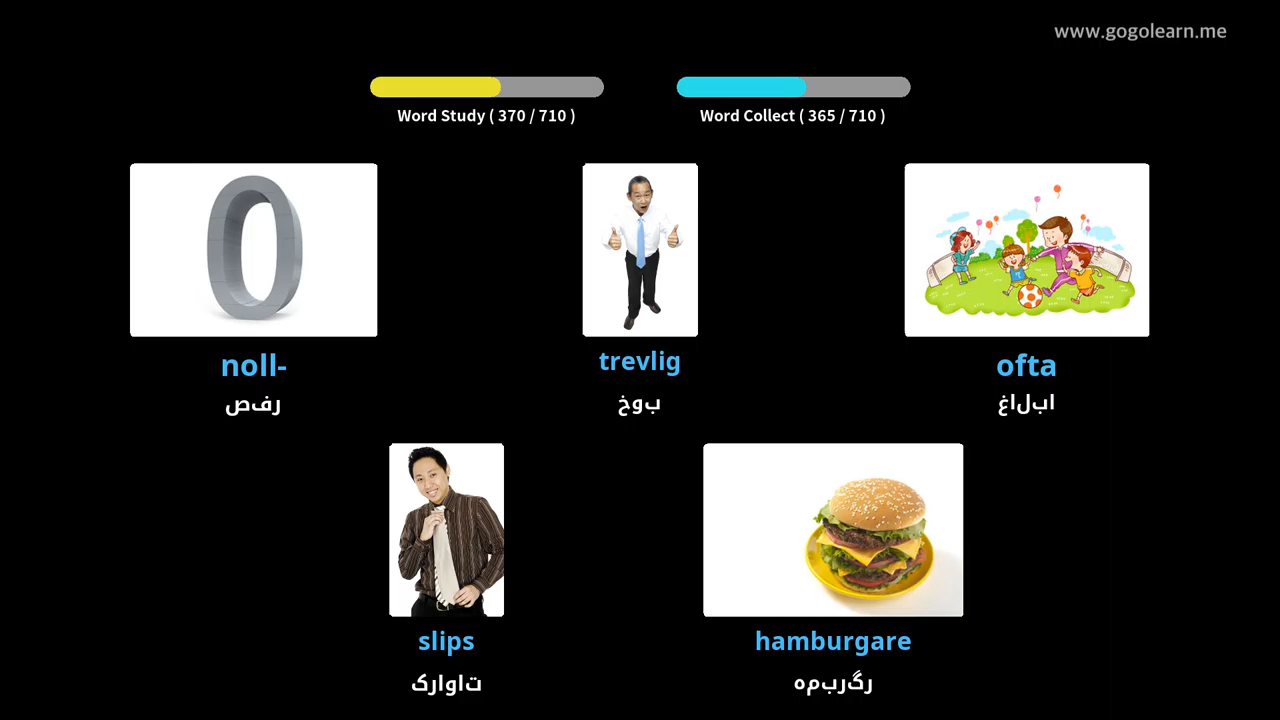 www.gogolearn.me
Word Study ( 370 / 710 )
Word Collect ( 365 / 710 )
noll-
رفص
trevlig
بوخ
ofta
ابلاغ
slips
تاوارک
hamburgare
رگربمه